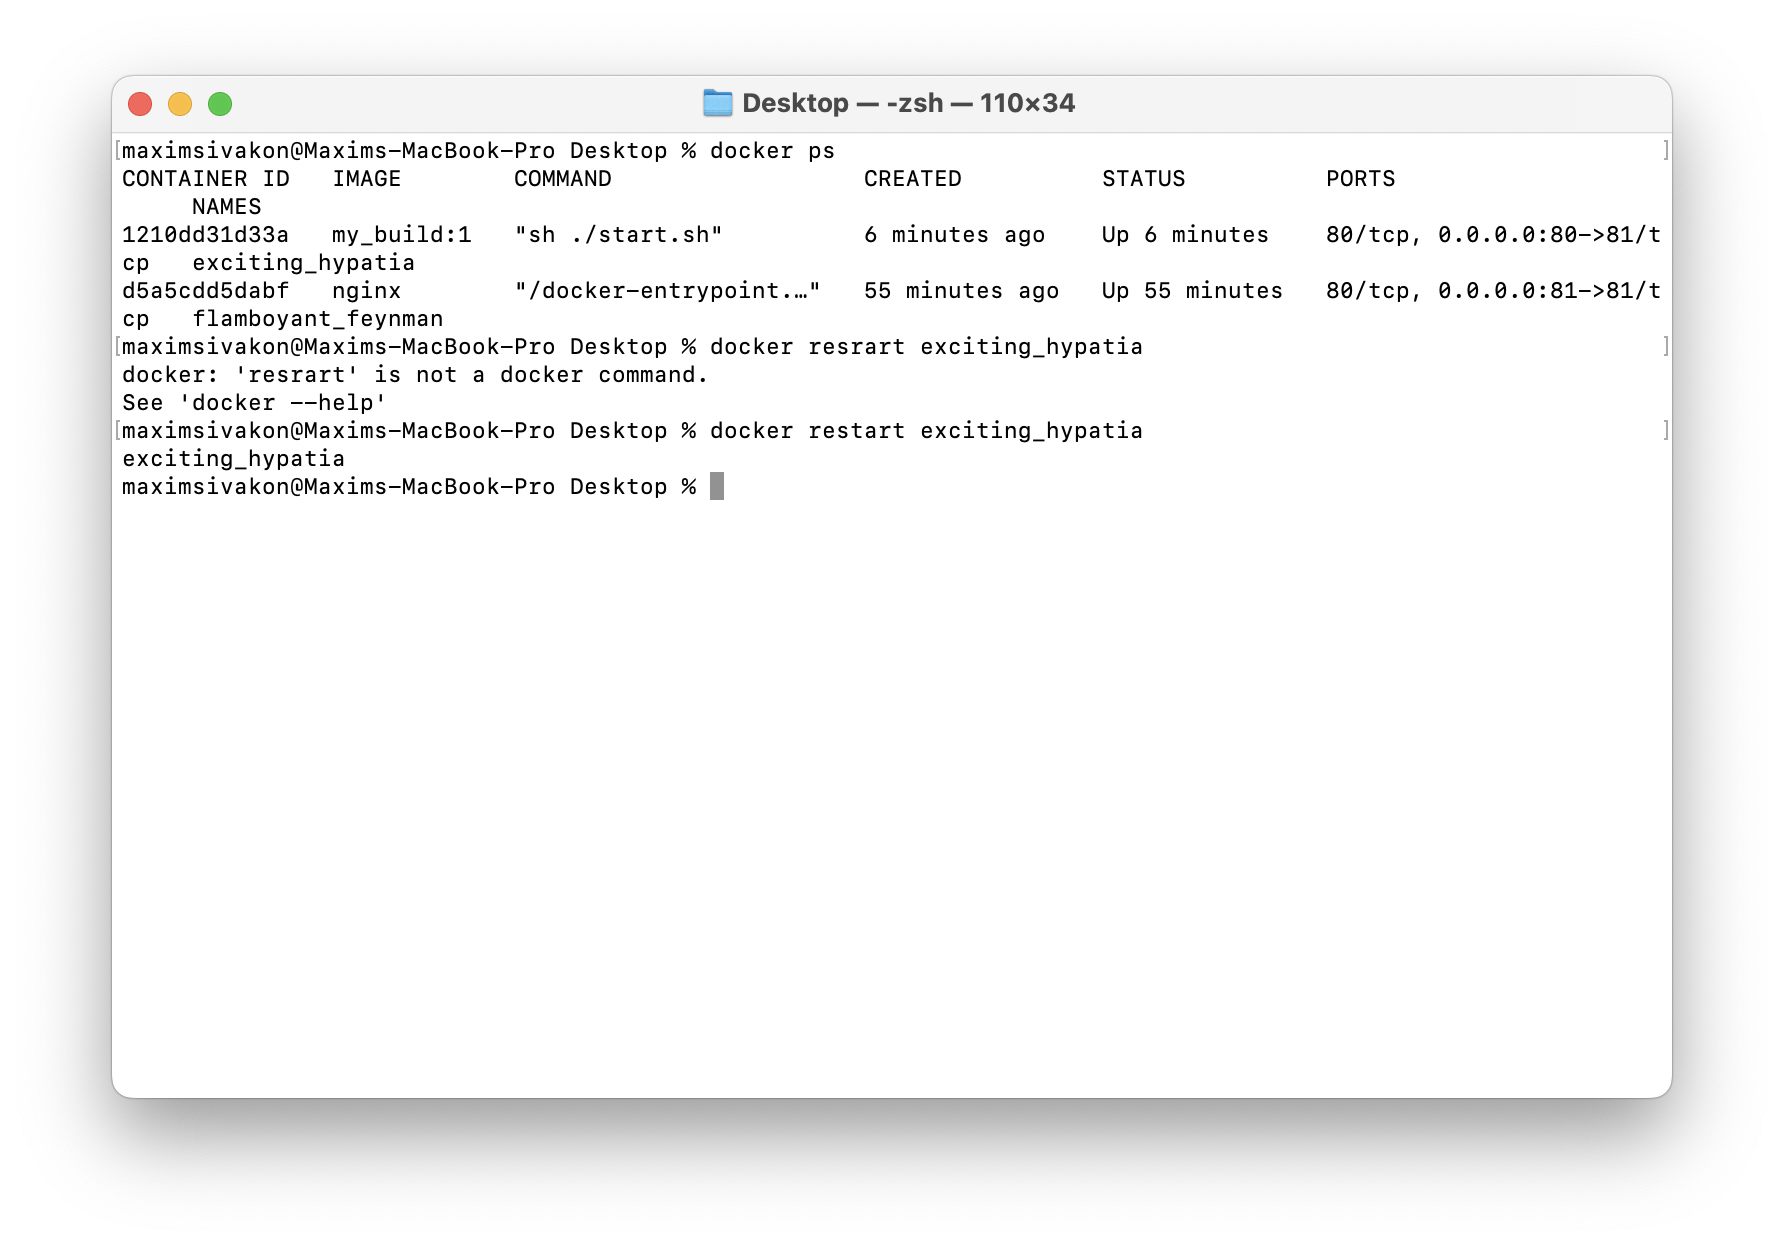 Desktop — -zsh — 110×34
maximsivakon@Maxims-MacBook-Pro Desktop % docker ps
CONTAINER ID   IMAGE        COMMAND                  CREATED          STATUS          PORTS
     NAMES
1210dd31d33a   my_build:1   "sh ./start.sh"          6 minutes ago    Up 6 minutes    80/tcp, 0.0.0.0:80->81/t
cp   exciting_hypatia
d5a5cdd5dabf   nginx        "/docker-entrypoint.…"   55 minutes ago   Up 55 minutes   80/tcp, 0.0.0.0:81->81/t
cp   flamboyant_feynman
maximsivakon@Maxims-MacBook-Pro Desktop % docker resrart exciting_hypatia
docker: 'resrart' is not a docker command.
See 'docker --help'
maximsivakon@Maxims-MacBook-Pro Desktop % docker restart exciting_hypatia
exciting_hypatia
maximsivakon@Maxims-MacBook-Pro Desktop %